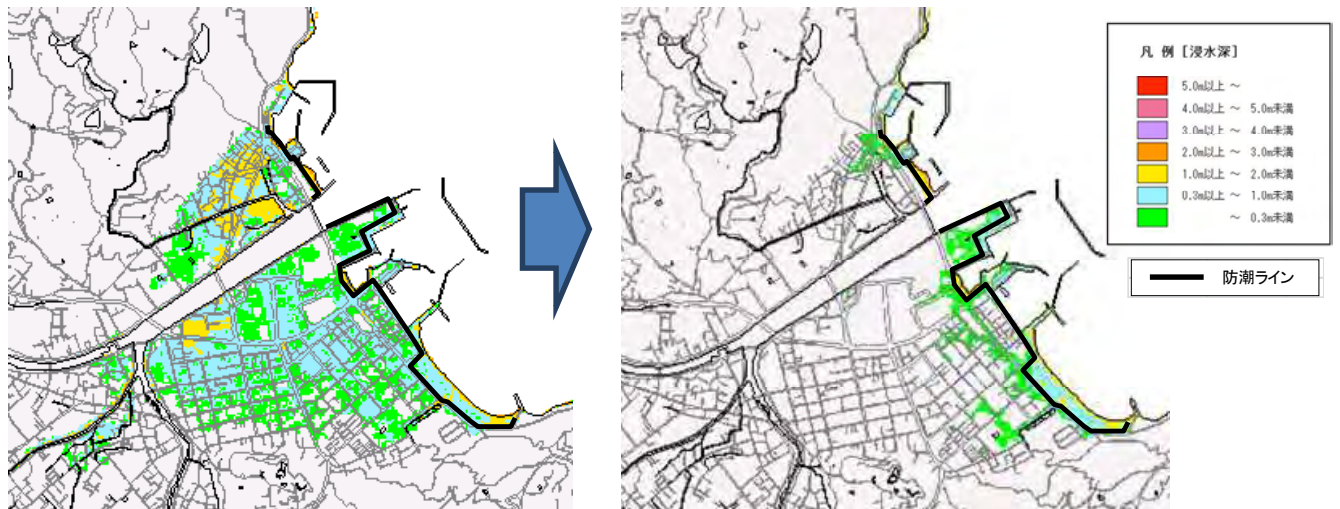 凡 例 [浸水深]
5.0m以上 ~
4.0m以上 ~ 5.0m未満
3.0m以上 ~ 4.0m未満
2.0m以上 ~ 3.0m未満
1.0m以上 ~ 2.0m未満
0.3m以上 ~ 1.0m未満
~ 0.3m未満
防潮ライン